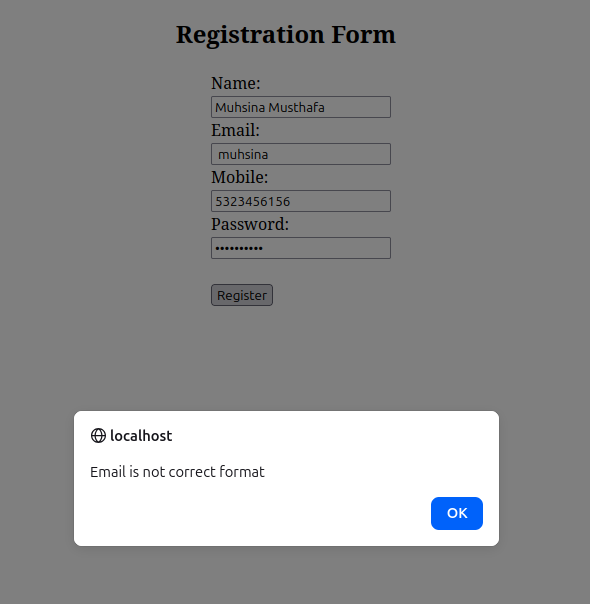 Registration Form
Name:
Muhsina Musthafa
Email:
muhsina
Mobile:
5323456156
Password:
••••••••••
Register
localhost
Email is not correct format
OK